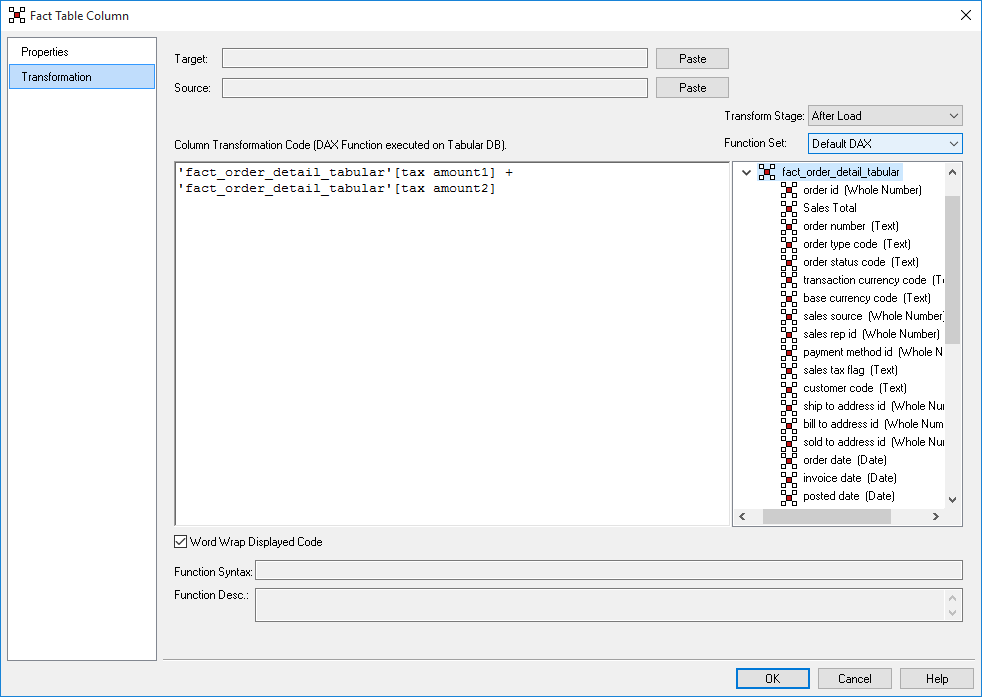 Fact Table Column
Properties
Transformation
Target:
Paste
Source:
Paste
Transform Stage: After Load
Function Set: Default DAX
Column Transformation Code (DAX Function executed on Tabular DB).
'fact_order_detail_tabular'[tax amount1] +
'fact_order_detail_tabular'[tax amount2]
fact_order_detail_tabular
order id (Whole Number)
Sales Total
order number (Text)
order type code (Text)
order status code (Text)
transaction currency code (T
base currency code (Text)
sales source (Whole Number)
sales rep id (Whole Number)
payment method id (Whole N
sales tax flag (Text)
customer code (Text)
ship to address id (Whole Nu
bill to address id (Whole Num
sold to address id (Whole Nu
order date (Date)
invoice date (Date)
posted date (Date)
Word Wrap Displayed Code
Function Syntax:
Function Desc.:
OK
Cancel
Help